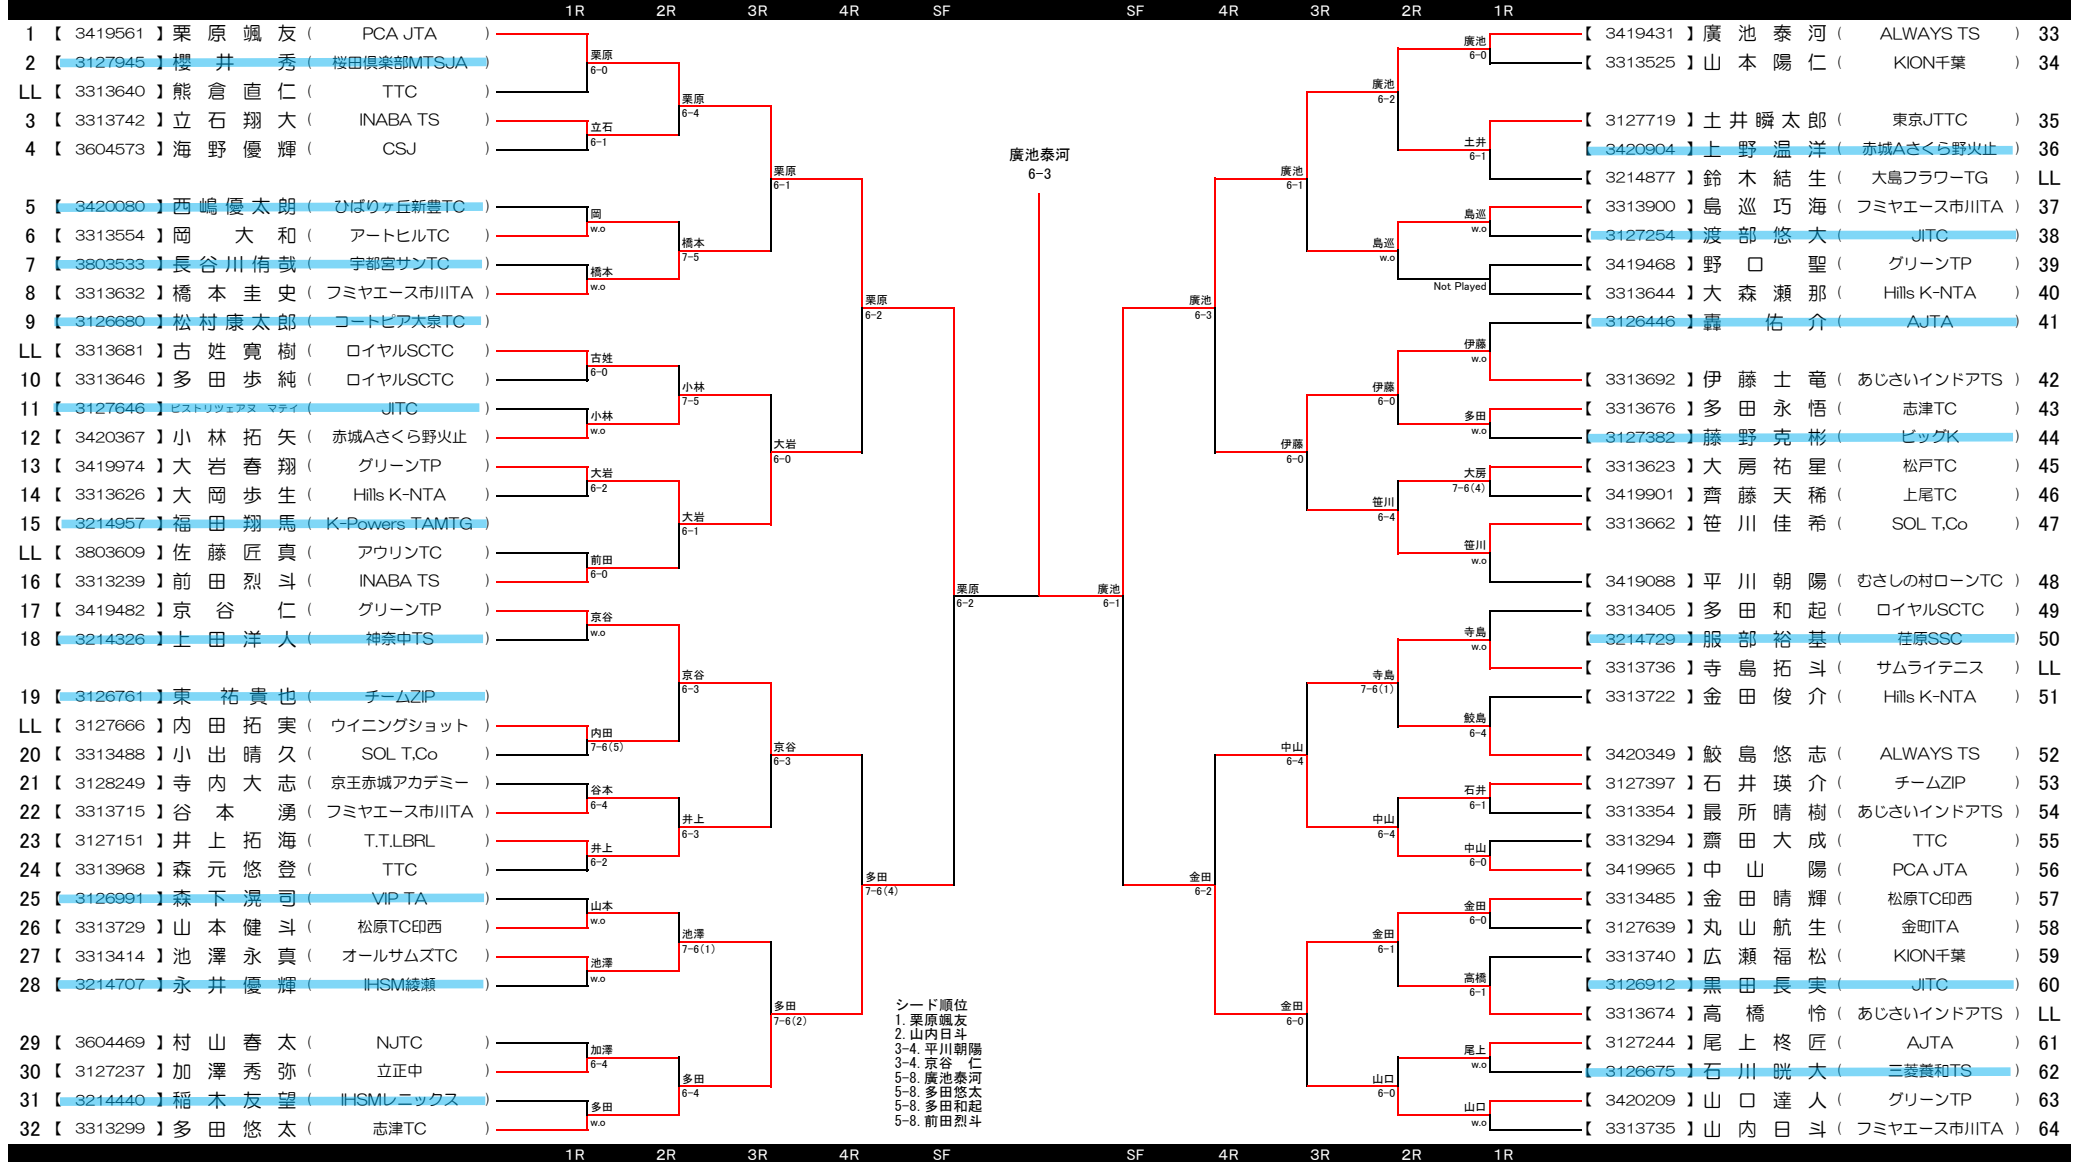 1R 2R 3R 4R SF SF 4R 3R 2R 1R
1 【 3419561 】 栗原颯友 ( PCA JTA )
2 【 3127945 】 櫻井 秀 ( 桜田倶楽部MTSJA )
LL 【 3313640 】 熊倉直仁 ( TTC )
3 【 3313742 】 立石翔大 ( INABA TS )
4 【 3604573 】 海野優輝 ( CSJ )
5 【 3420080 】 西嶋優太朗 ( ひばりヶ丘新豊TC )
6 【 3313554 】 岡 大和 ( アートヒルTC )
7 【 3803533 】 長谷川侑哉 ( 宇都宮サンTC )
8 【 3313632 】 橋本圭史 ( フミヤエース市川TA )
9 【 3126680 】 松村康太郎 ( コートピア大泉TC )
LL 【 3313681 】 古姓寛樹 ( ロイヤルSCTC )
10 【 3313646 】 多田歩純 ( ロイヤルSCTC )
11 【 3127646 】 ピストリツェアヌ マテイ ( JITC )
12 【 3420367 】 小林拓矢 ( 赤城Aさくら野火止 )
13 【 3419974 】 大岩春翔 ( グリーンTP )
14 【 3313626 】 大岡歩生 ( Hills K-NTA )
15 【 3214957 】 福田翔馬 ( K-Powers TAMTG )
LL 【 3803609 】 佐藤匠真 ( アウリンTC )
16 【 3313239 】 前田烈斗 ( INABA TS )
17 【 3419482 】 京谷 仁 ( グリーンTP )
18 【 3214326 】 上田洋人 ( 神奈中TS )
19 【 3126761 】 東 祐貴也 ( チームZIP )
LL 【 3127666 】 内田拓実 ( ウイニングショット )
20 【 3313488 】 小出晴久 ( SOL T,Co )
21 【 3128249 】 寺内大志 ( 京王赤城アカデミー )
22 【 3313715 】 谷本 湧 ( フミヤエース市川TA )
23 【 3127151 】 井上拓海 ( T.T.LBRL )
24 【 3313968 】 森元悠登 ( TTC )
25 【 3126991 】 森下滉司 ( VIP TA )
26 【 3313729 】 山本健斗 ( 松原TC印西 )
27 【 3313414 】 池澤永真 ( オールサムズTC )
28 【 3214707 】 永井優輝 ( IHSM綾瀬 )
29 【 3604469 】 村山春太 ( NJTC )
30 【 3127237 】 加澤秀弥 ( 立正中 )
31 【 3214440 】 稲木友望 ( IHSMレニックス )
32 【 3313299 】 多田悠太 ( 志津TC )
栗原
6-0
立石
6-1
岡
w.o
橋本
w.o
古姓
6-0
小林
w.o
大岩
6-2
前田
6-0
京谷
w.o
内田
7-6(5)
谷本
6-4
井上
6-2
山本
w.o
池澤
w.o
加澤
6-4
多田
w.o
栗原
6-4
橋本
7-5
小林
7-5
大岩
6-1
京谷
6-3
井上
6-3
池澤
7-6(1)
多田
6-4
栗原
6-1
大岩
6-0
京谷
6-3
多田
7-6(2)
栗原
6-2
多田
7-6(4)
栗原
6-2
廣池泰河
6-3
シード順位
1. 栗原颯友
2. 山内日斗
3-4. 平川朝陽
3-4. 京谷 仁
5-8. 廣池泰河
5-8. 多田悠太
5-8. 多田和起
5-8. 前田烈斗
廣池
6-1
廣池
6-3
金田
6-2
廣池
6-1
伊藤
6-0
中山
6-4
金田
6-0
廣池
6-2
島巡
w.o
伊藤
6-0
笹川
6-4
寺島
7-6(1)
中山
6-4
金田
6-1
山口
6-0
廣池
6-0
土井
6-1
島巡
w.o
Not Played
伊藤
w.o
多田
w.o
大房
7-6(4)
笹川
w.o
寺島
w.o
鮫島
6-4
石井
6-1
中山
6-0
金田
6-0
高橋
6-1
尾上
w.o
山口
w.o
【 3419431 】 廣池泰河 ( ALWAYS TS ) 33
【 3313525 】 山本陽仁 ( KION千葉 ) 34
【 3127719 】 土井瞬太郎 ( 東京JTTC ) 35
【 3420904 】 上野温洋 ( 赤城Aさくら野火止 ) 36
【 3214877 】 鈴木結生 ( 大島フラワーTG ) LL
【 3313900 】 島巡巧海 ( フミヤエース市川TA ) 37
【 3127254 】 渡部悠大 ( JITC ) 38
【 3419468 】 野口 聖 ( グリーンTP ) 39
【 3313644 】 大森瀬那 ( Hills K-NTA ) 40
【 3126446 】 轟 佑介 ( AJTA ) 41
【 3313692 】 伊藤士竜 ( あじさいインドアTS ) 42
【 3313676 】 多田永悟 ( 志津TC ) 43
【 3127382 】 藤野克彬 ( ビッグK ) 44
【 3313623 】 大房祐星 ( 松戸TC ) 45
【 3419901 】 齊藤天稀 ( 上尾TC ) 46
【 3313662 】 笹川佳希 ( SOL T,Co ) 47
【 3419088 】 平川朝陽 ( むさしの村ローンTC ) 48
【 3313405 】 多田和起 ( ロイヤルSCTC ) 49
【 3214729 】 服部裕基 ( 荏原SSC ) 50
【 3313736 】 寺島拓斗 ( サムライテニス ) LL
【 3313722 】 金田俊介 ( Hills K-NTA ) 51
【 3420349 】 鮫島悠志 ( ALWAYS TS ) 52
【 3127397 】 石井瑛介 ( チームZIP ) 53
【 3313354 】 最所晴樹 ( あじさいインドアTS ) 54
【 3313294 】 齋田大成 ( TTC ) 55
【 3419965 】 中山 陽 ( PCA JTA ) 56
【 3313485 】 金田晴輝 ( 松原TC印西 ) 57
【 3127639 】 丸山航生 ( 金町ITA ) 58
【 3313740 】 広瀬福松 ( KION千葉 ) 59
【 3126912 】 黒田長実 ( JITC ) 60
【 3313674 】 高橋 怜 ( あじさいインドアTS ) LL
【 3127244 】 尾上柊匠 ( AJTA ) 61
【 3126675 】 石川晄大 ( 三菱養和TS ) 62
【 3420209 】 山口達人 ( グリーンTP ) 63
【 3313735 】 山内日斗 ( フミヤエース市川TA ) 64
1R 2R 3R 4R SF SF 4R 3R 2R 1R